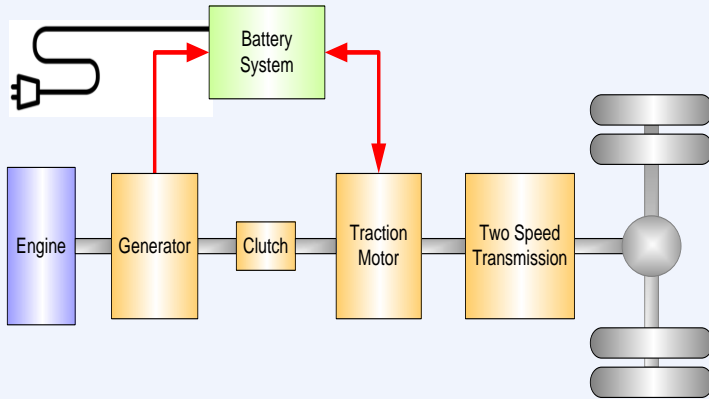 Battery
System
Engine
Generator
Clutch
Traction
Motor
Two Speed
Transmission